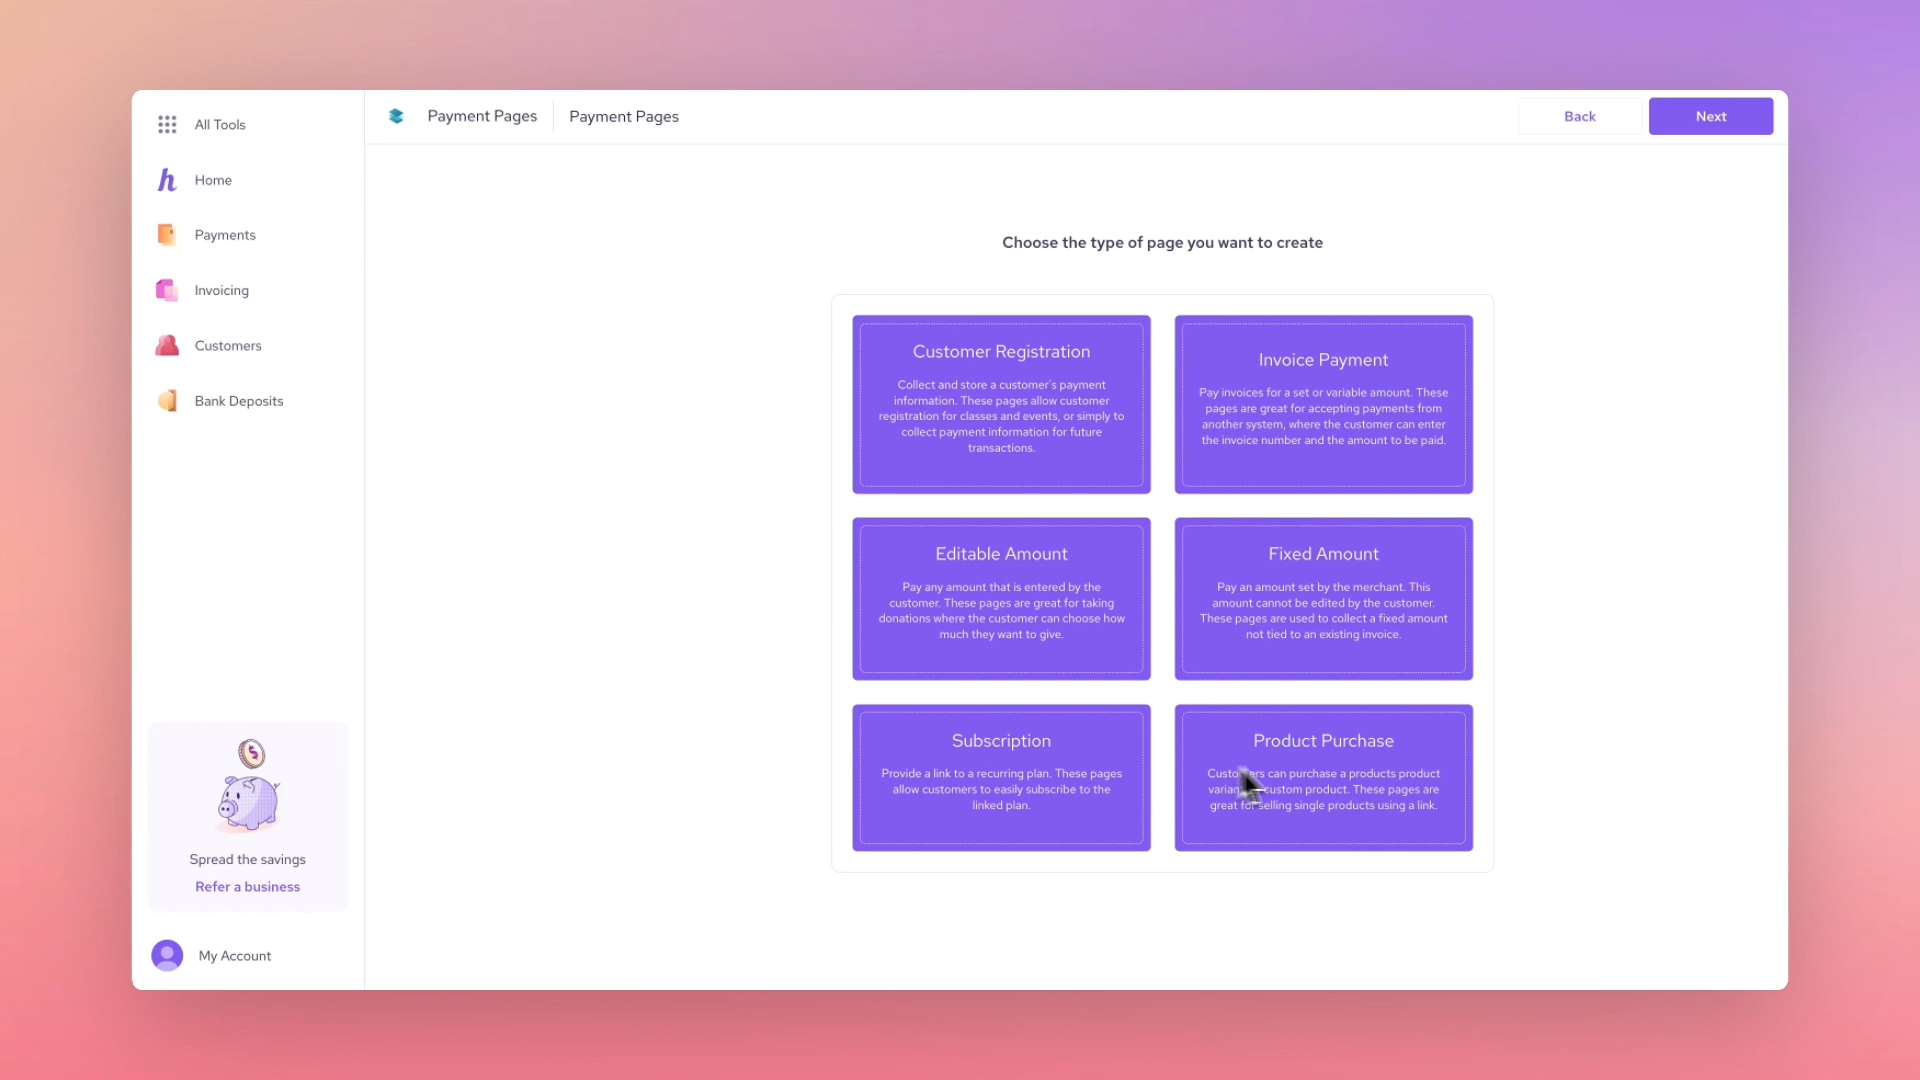 All Tools
Home
Payments
Invoicing
Customers
Bank Deposits
Spread the savings
Refer a business
My Account
Payment Pages
Payment Pages
Back
Next
Choose the type of page you want to create
Customer Registration
Collect and store a customer's payment
information. These pages allow customer
registration for classes and events, or simply to
collect payment information for future
transactions.
Invoice Payment
Pay invoices for a set or variable amount. These
pages are great for accepting payments from
another system, where the customer can enter
the invoice number and the amount to be paid.
Editable Amount
Pay any amount that is entered by the
customer. These pages are great for taking
donations where the customer can choose how
much they want to give.
Fixed Amount
Pay an amount set by the merchant. This
amount cannot be edited by the customer.
These pages are used to collect a fixed amount
not tied to an existing invoice.
Subscription
Provide a link to a recurring plan. These pages
allow customers to easily subscribe to the
linked plan.
Product Purchase
Customers can purchase a products product
custom product. These pages are
great for selling single products using a link.